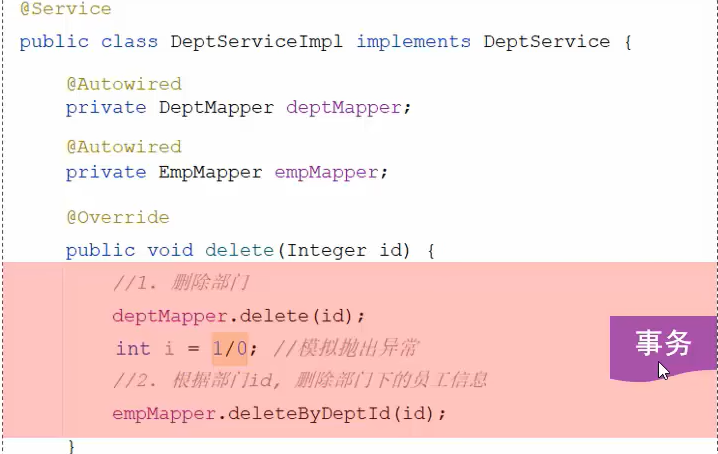 @Service
public class DeptServiceImpl implements DeptService {
@Autowired
private DeptMapper deptMapper;
@Autowired
private EmpMapper empMapper;
@Override
public void delete(Integer id) {
//1. 删除部门
deptMapper.delete(id);
int i = 1/0; //模拟抛出异常
//2. 根据部门id, 删除部门下的员工信息
empMapper.deleteByDeptId(id);
}
事务